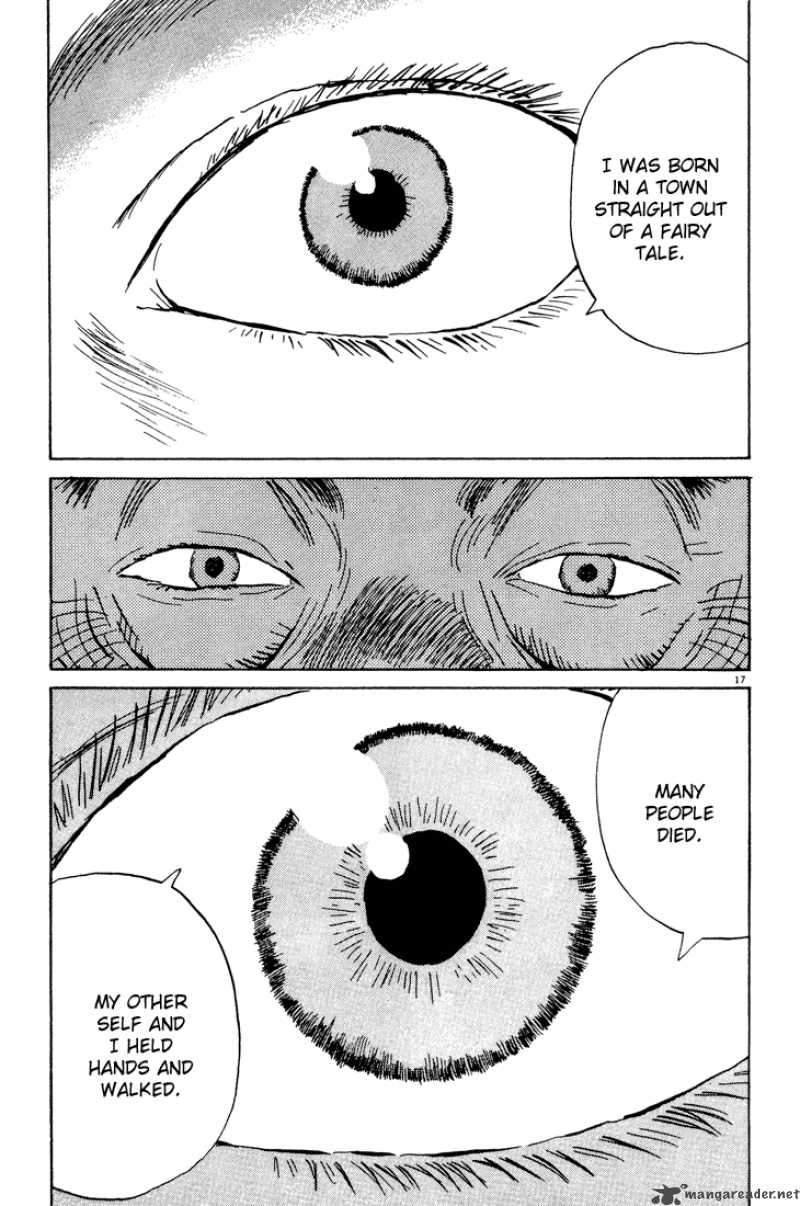 I WAS BORN
IN A TOWN
STRAIGHT OUT
OF A FAIRY
TALE.
17
MANY
PEOPLE
DIED.
MY OTHER
SELF AND
I HELD
HANDS AND
WALKED.
mangareader.net